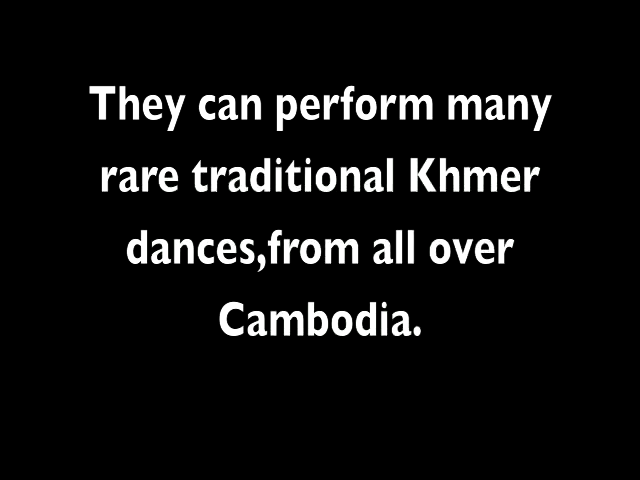 They can perform many
rare traditional Khmer
dances,from all over
Cambodia.